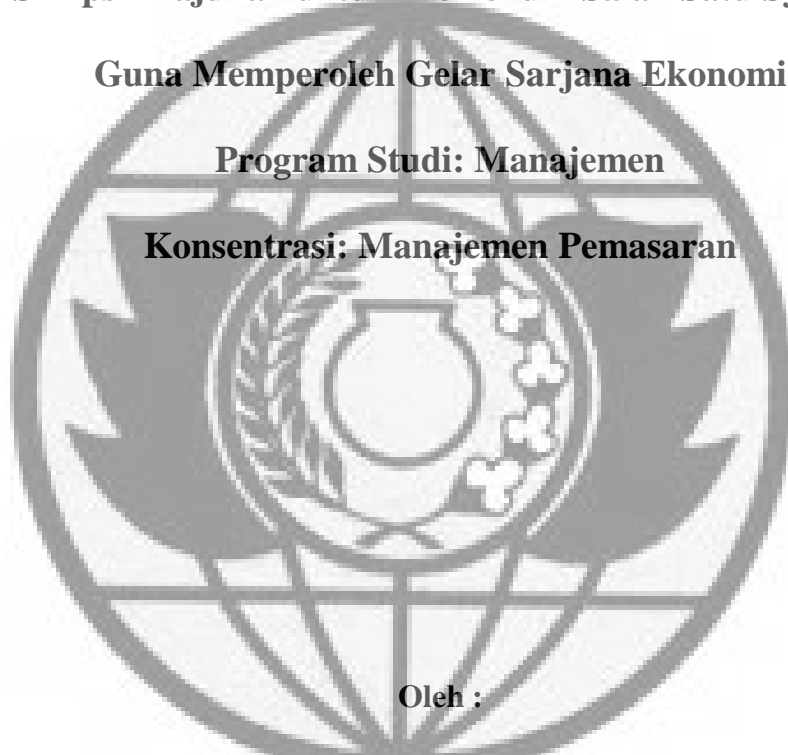 Guna Memperoleh Gelar Sarjana Ekonomi
Program Studi: Manajemen
Konsentrasi: Manajemen Pemasaran
Oleh :